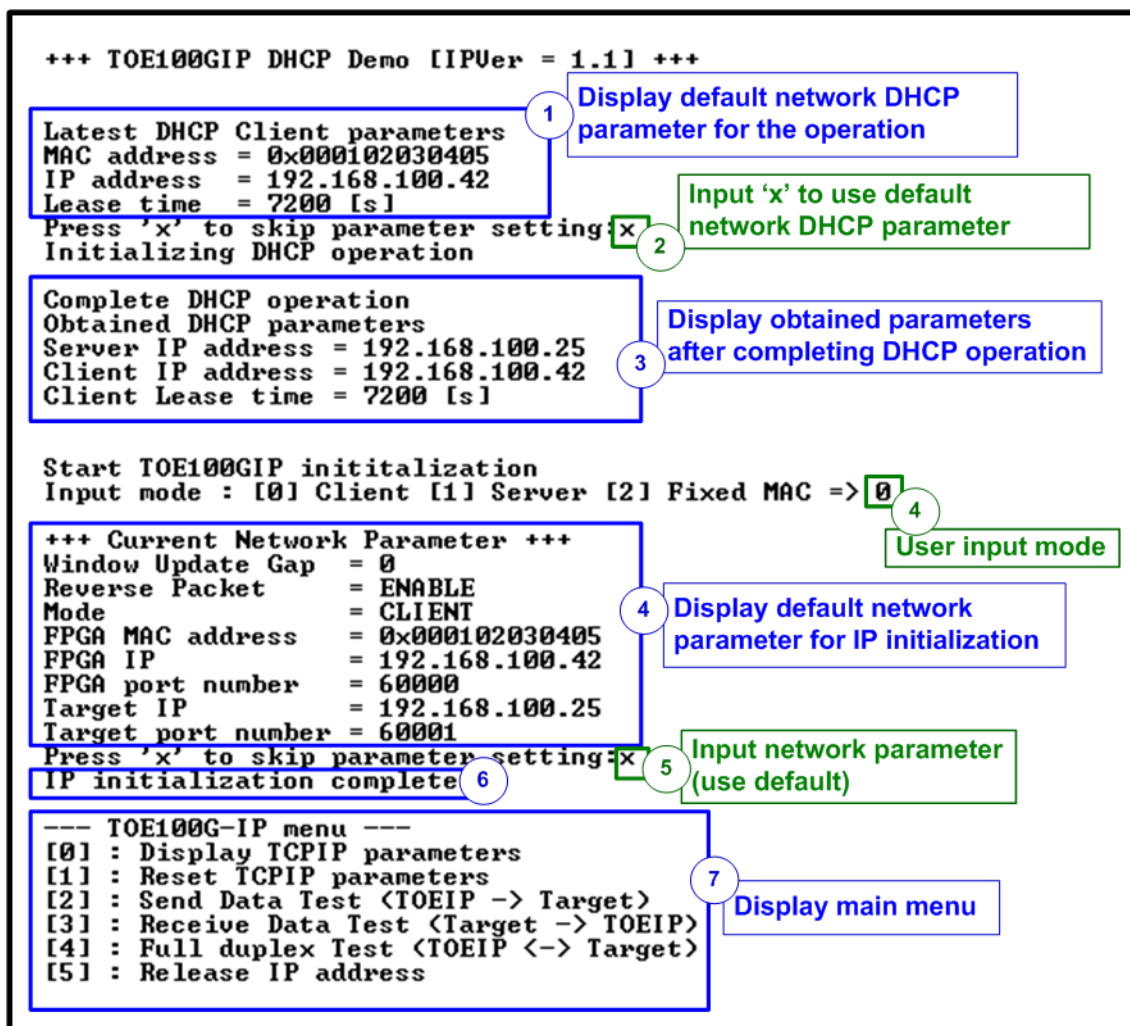 +++ TOE100GIP DHCP Demo [IPVer = 1.1] +++
1
Display default network DHCP
parameter for the operation
Latest DHCP Client parameters
MAC address = 0x000102030405
IP address = 192.168.100.42
Lease time = 7200 [s]
Press 'x' to skip parameter setting:x
2
Input ‘x’ to use default
network DHCP parameter
Initializing DHCP operation
Complete DHCP operation
Obtained DHCP parameters
Server IP address = 192.168.100.25
Client IP address = 192.168.100.42
Client Lease time = 7200 [s]
3
Display obtained parameters
after completing DHCP operation
Start TOE100GIP inititalization
Input mode : [0] Client [1] Server [2] Fixed MAC => 0
4
User input mode
+++ Current Network Parameter +++
Window Update Gap = 0
Reverse Packet = ENABLE
Mode = CLIENT
FPGA MAC address = 0x000102030405
FPGA IP = 192.168.100.42
FPGA port number = 60000
Target IP = 192.168.100.25
Target port number = 60001
4
Display default network
parameter for IP initialization
Press 'x' to skip parameter setting:x
5
Input network parameter
(use default)
IP initialization complete
6
--- TOE100G-IP menu ---
[0] : Display TCPIP parameters
[1] : Reset TCPIP parameters
[2] : Send Data Test (TOEIP -> Target)
[3] : Receive Data Test (Target -> TOEIP)
[4] : Full duplex Test (TOEIP <-> Target)
[5] : Release IP address
7
Display main menu